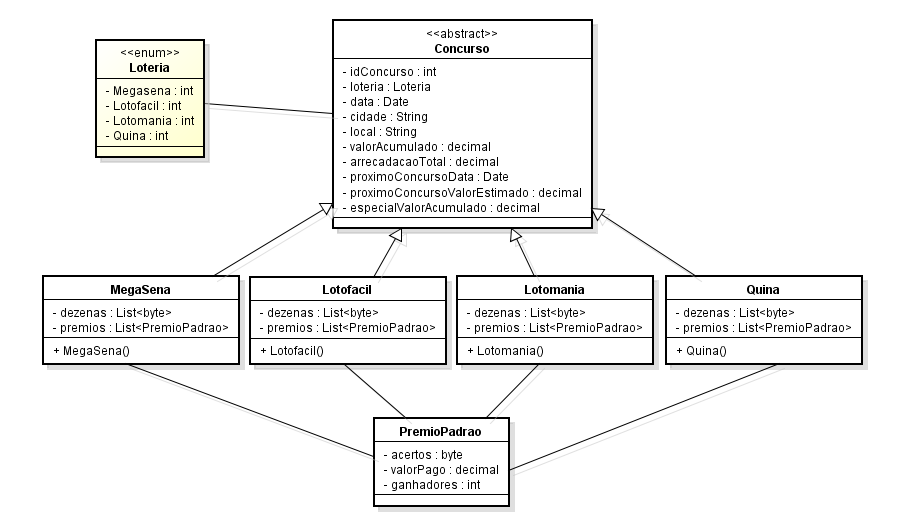 <<enum>>
Loteria
- Megasena : int
- Lotofacil : int
- Lotomania : int
- Quina : int
<<abstract>>
Concurso
- idConcurso : int
- loteria : Loteria
- data : Date
- cidade : String
- local : String
- valorAcumulado : decimal
- arrecadacaoTotal : decimal
- proximoConcursoData : Date
- proximoConcursoValorEstimado : decimal
- especialValorAcumulado : decimal
MegaSena
- dezenas : List<byte>
- premios : List<PremioPadrao>
+ MegaSena()
Lotofacil
- dezenas : List<byte>
- premios : List<PremioPadrao>
+ Lotofacil()
Lotomania
- dezenas : List<byte>
- premios : List<PremioPadrao>
+ Lotomania()
Quina
- dezenas : List<byte>
- premios : List<PremioPadrao>
+ Quina()
PremioPadrao
- acertos : byte
- valorPago : decimal
- ganhadores : int